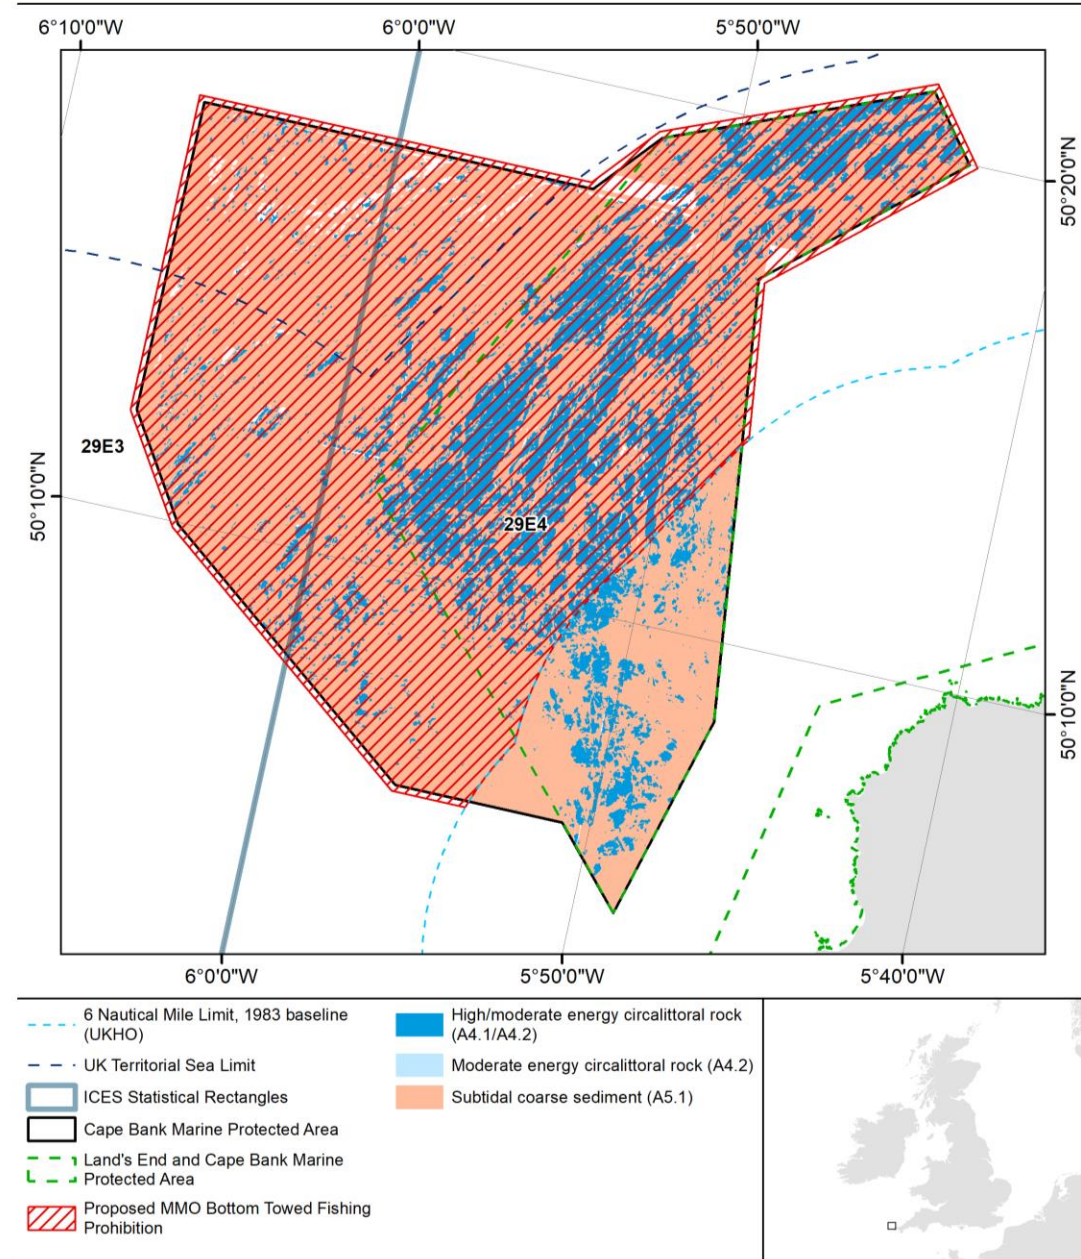 6°10'0"W 6°0'0"W 5°50'0"W
50°20'0"N
29E3
50°10'0"N
29E4
50°10'0"N
6°0'0"W 5°50'0"W 5°40'0"W
6 Nautical Mile Limit, 1983 baseline
(UKHO)
UK Territorial Sea Limit
ICES Statistical Rectangles
Cape Bank Marine Protected Area
Land's End and Cape Bank Marine
Protected Area
Proposed MMO Bottom Towed Fishing
Prohibition
High/moderate energy circalittoral rock
(A4.1/A4.2)
Moderate energy circalittoral rock (A4.2)
Subtidal coarse sediment (A5.1)